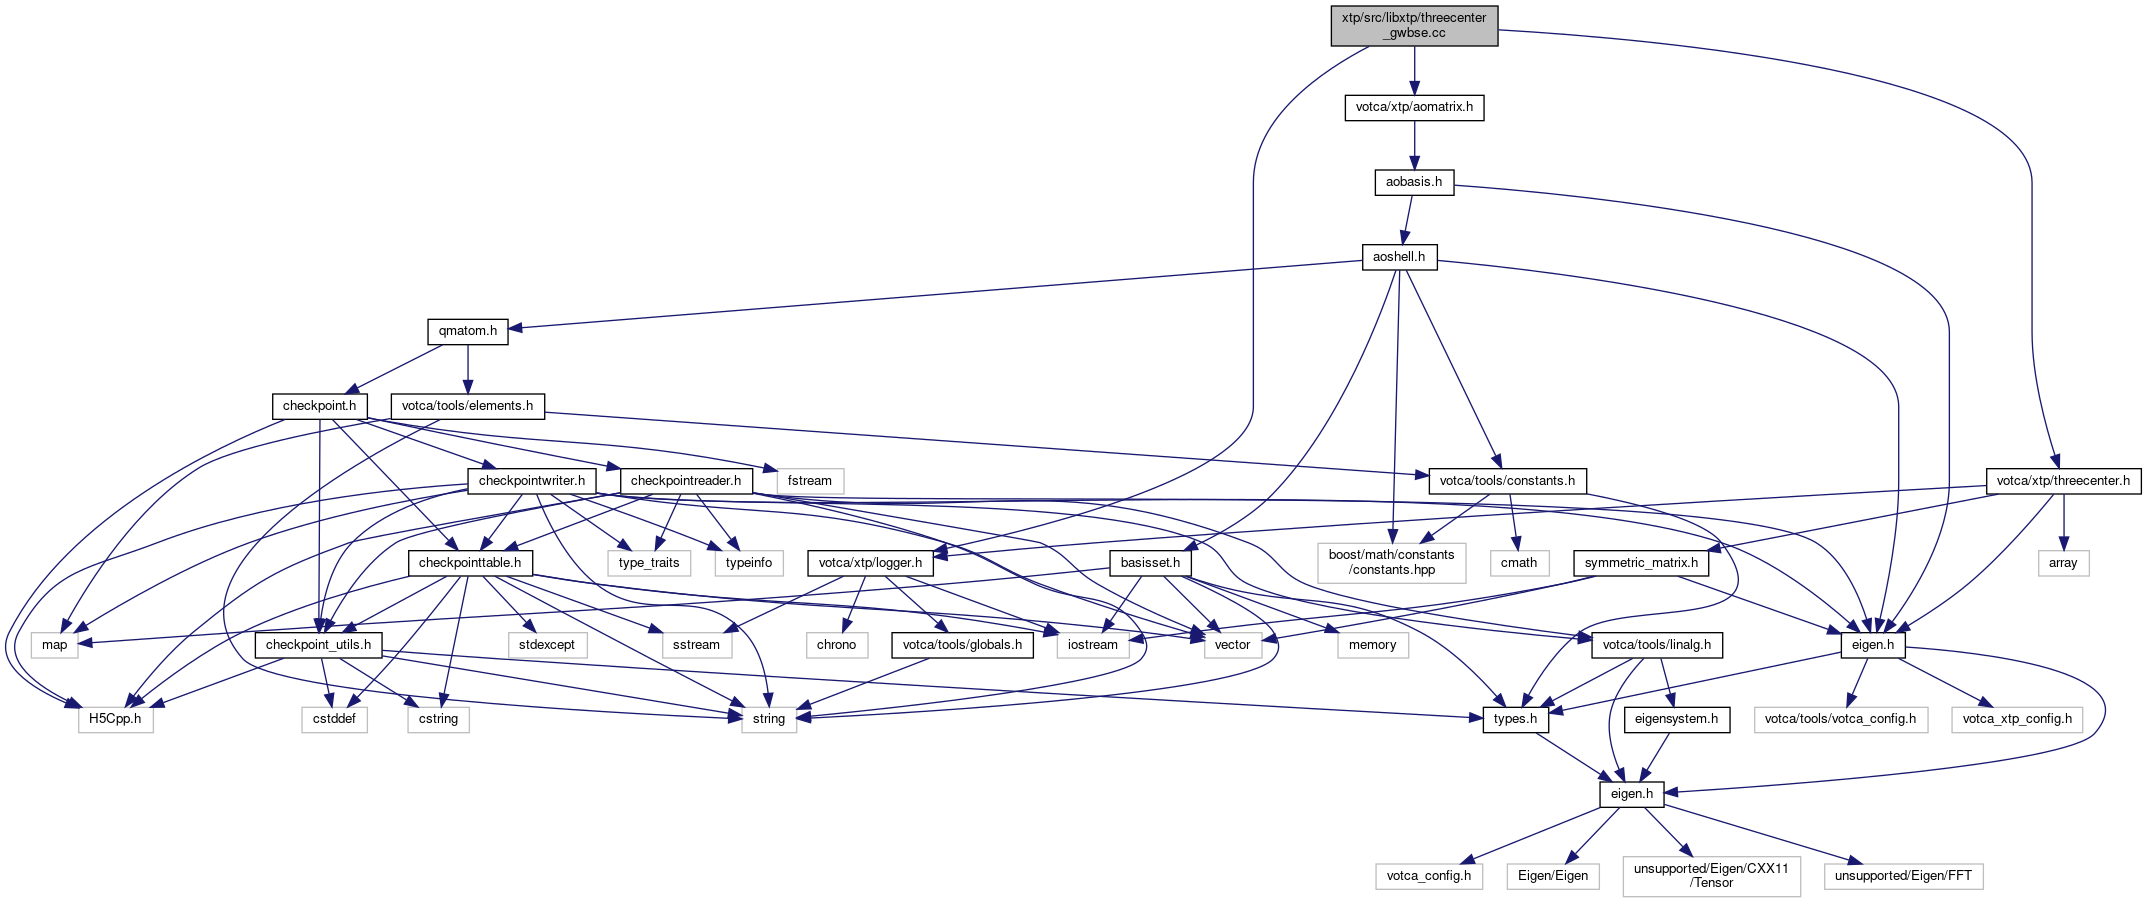 xtp/src/libxtp/threecenter
_gwbse.cc
votca/xtp/aomatrix.h
aobasis.h
aoshell.h
qmatom.h
checkpoint.h
votca/tools/elements.h
checkpointwriter.h
checkpointreader.h
fstream
votca/tools/constants.h
votca/xtp/threecenter.h
checkpointtable.h
type_traits
typeinfo
votca/xtp/logger.h
basisset.h
boost/math/constants
/constants.hpp
cmath
symmetric_matrix.h
array
map
checkpoint_utils.h
stdexcept
sstream
chrono
votca/tools/globals.h
iostream
vector
memory
votca/tools/linalg.h
eigen.h
H5Cpp.h
cstddef
cstring
string
types.h
eigensystem.h
votca/tools/votca_config.h
votca_xtp_config.h
eigen.h
votca_config.h
Eigen/Eigen
unsupported/Eigen/CXX11
/Tensor
unsupported/Eigen/FFT